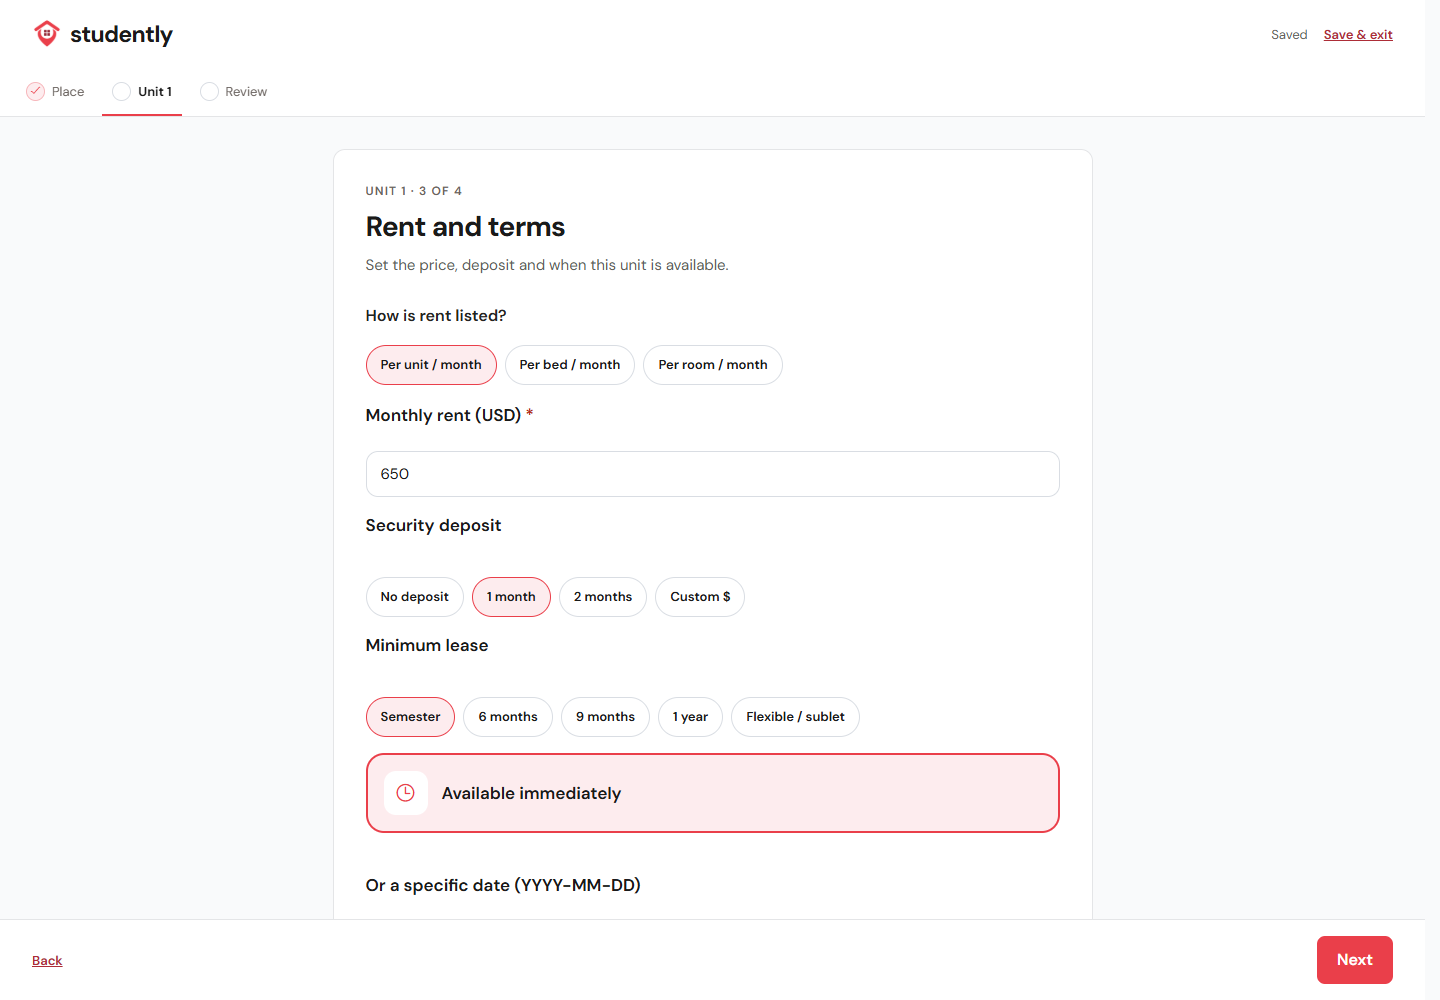 studently
Saved Save & exit
Place Unit 1 Review
UNIT 1 · 3 OF 4
Rent and terms
Set the price, deposit and when this unit is available.
How is rent listed?
Per unit / month Per bed / month Per room / month
Monthly rent (USD) *
650
Security deposit
No deposit 1 month 2 months Custom $
Minimum lease
Semester 6 months 9 months 1 year Flexible / sublet
Available immediately
Or a specific date (YYYY-MM-DD)
Back Next